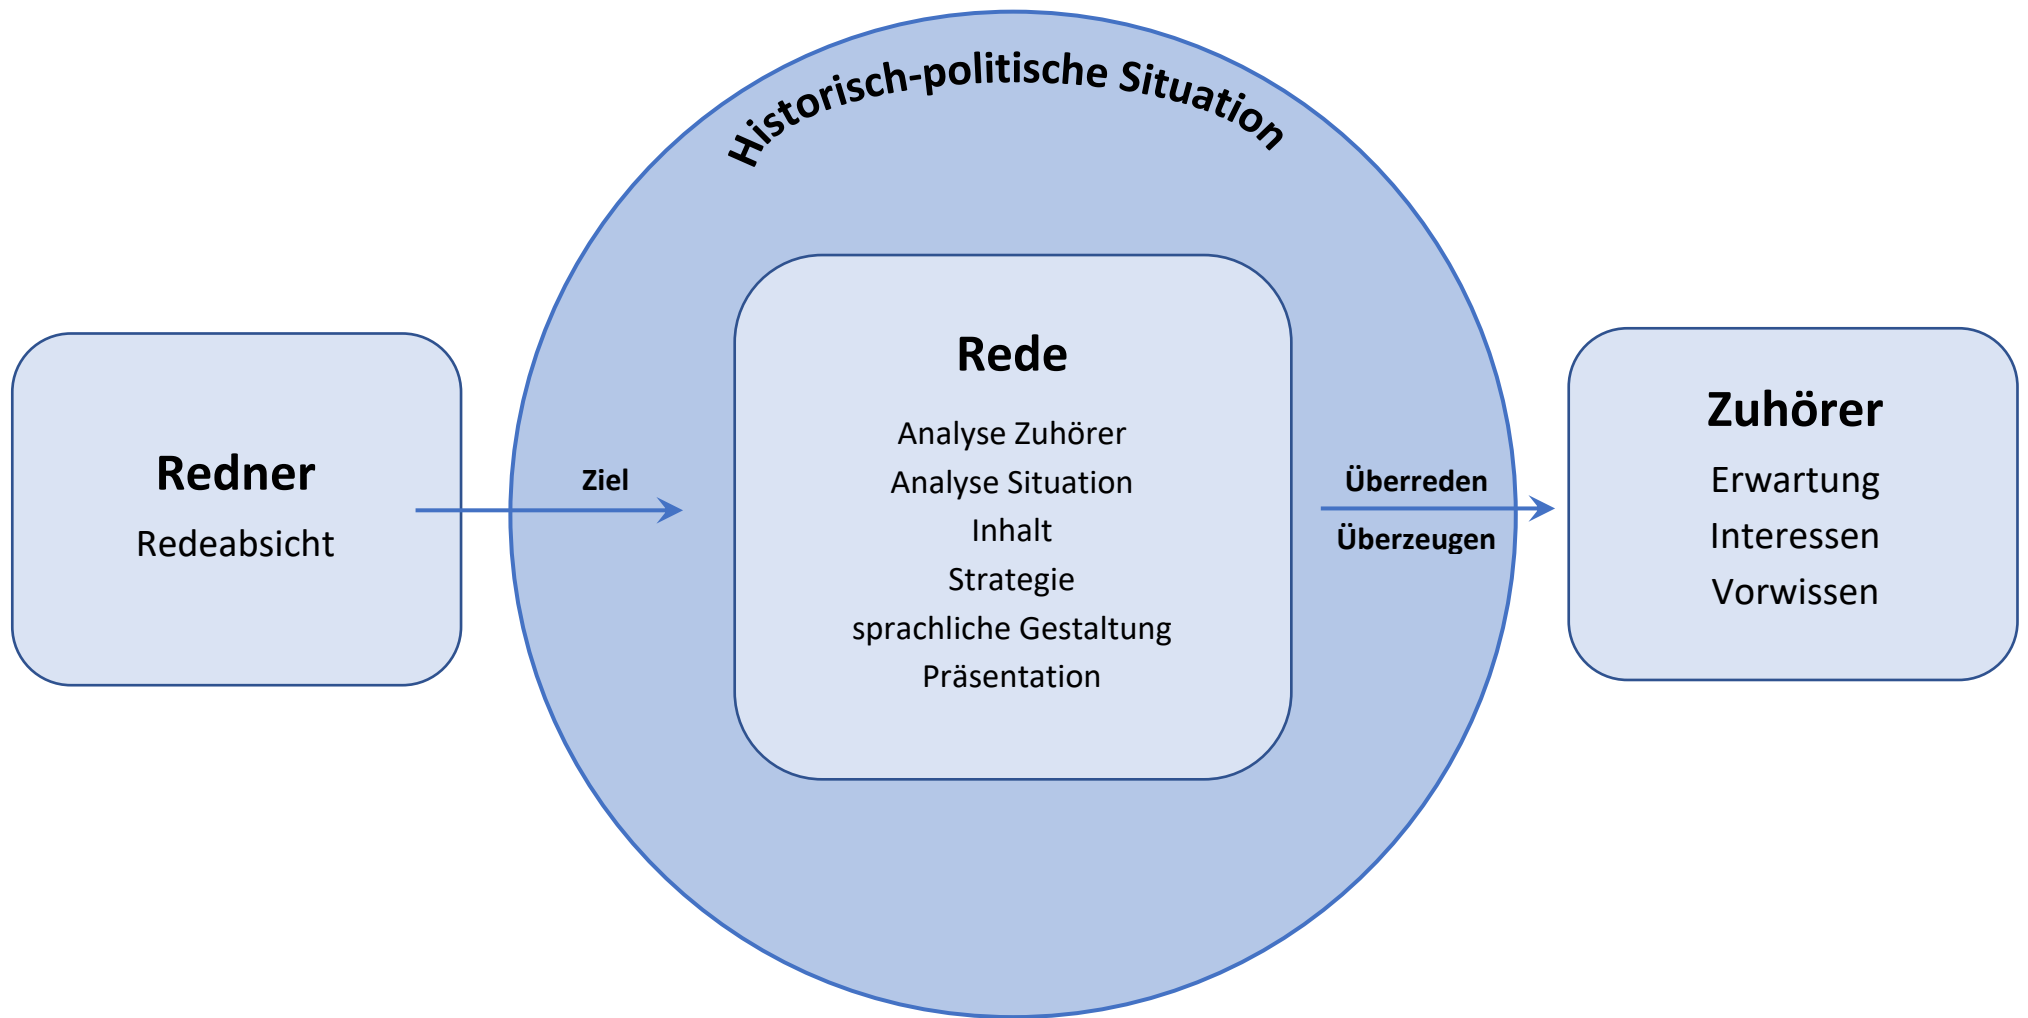 Historisch-politische Situation
Redner
Redeabsicht
Ziel
Rede
Analyse Zuhörer
Analyse Situation
Inhalt
Strategie
sprachliche Gestaltung
Präsentation
Überreden
Überzeugen
Zuhörer
Erwartung
Interessen
Vorwissen